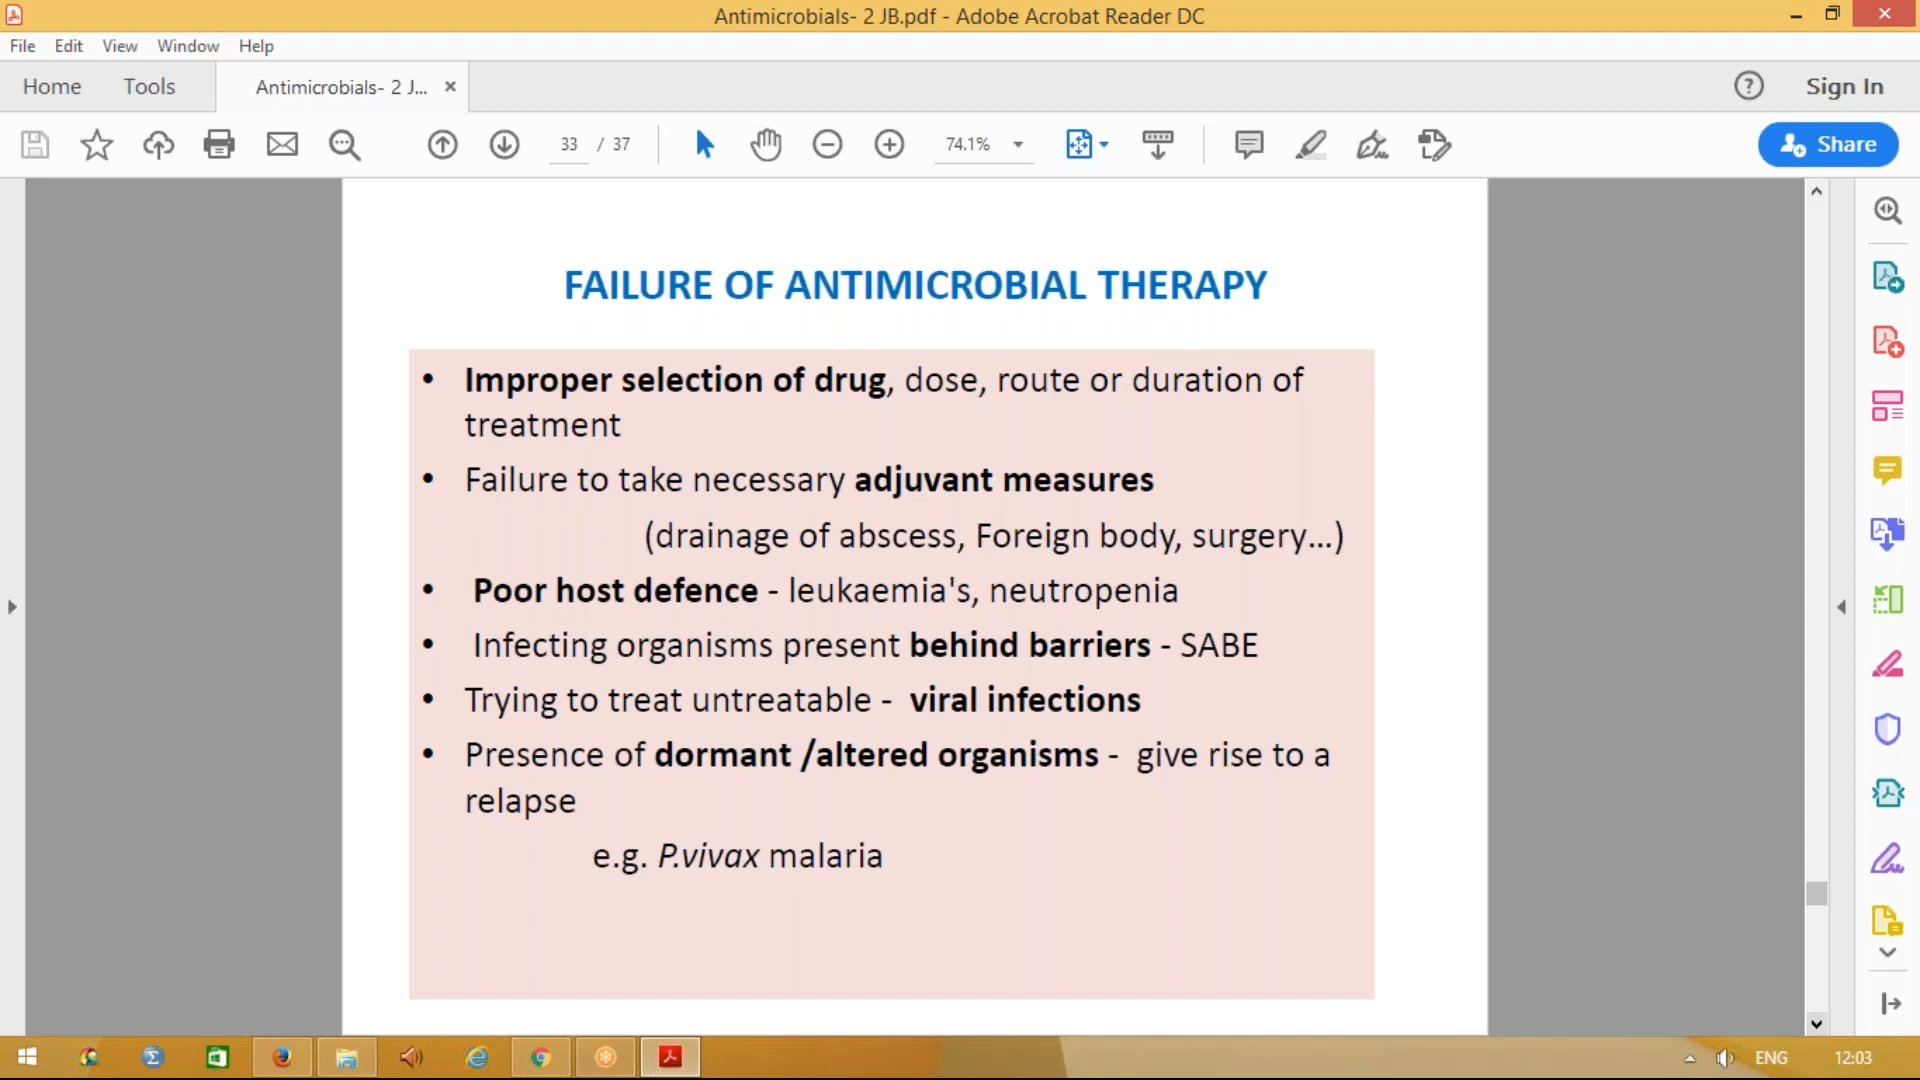 Antimicrobials- 2 JB.pdf - Adobe Acrobat Reader DC
File Edit View Window Help
Home Tools Antimicrobials- 2 J... × Sign In
33 / 37 74.1% Share
FAILURE OF ANTIMICROBIAL THERAPY
• Improper selection of drug, dose, route or duration of
treatment
• Failure to take necessary adjuvant measures
(drainage of abscess, Foreign body, surgery...)
• Poor host defence - leukaemia's, neutropenia
• Infecting organisms present behind barriers - SABE
• Trying to treat untreatable - viral infections
• Presence of dormant /altered organisms - give rise to a
relapse
e.g. P.vivax malaria
ENG 12:03